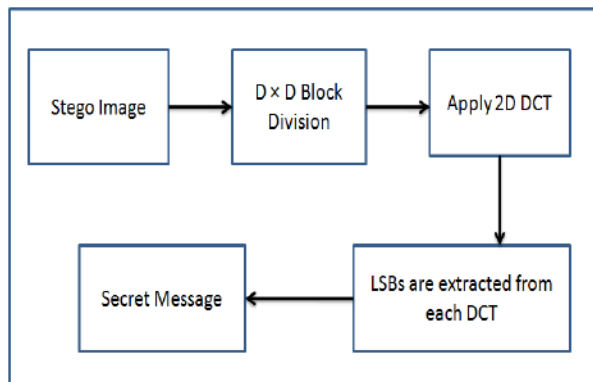 Stego Image
D × D Block
Division
Apply 2D DCT
LSBs are extracted from
each DCT
Secret Message